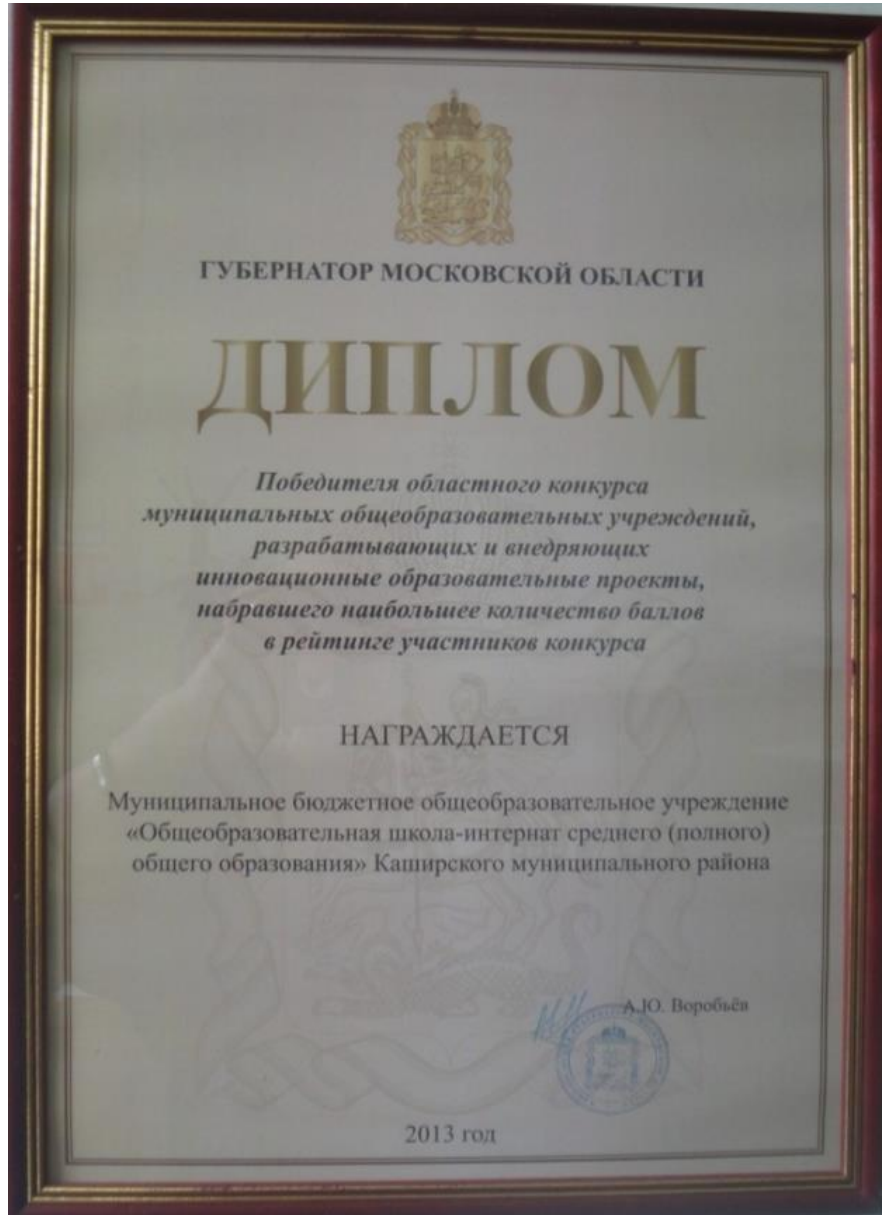 ГУБЕРНАТОР МОСКОВСКОЙ ОБЛАСТИ
ДИПЛОМ
Победителя областного конкурса
муниципальных общеобразовательных учреждений,
разрабатывающих и внедряющих
инновационные образовательные проекты,
набравшего наибольшее количество баллов
в рейтинге участников конкурса
НАГРАЖДАЕТСЯ
Муниципальное бюджетное общеобразовательное учреждение
«Общеобразовательная школа-интернат среднего (полного)
общего образования» Каширского муниципального района
А.Ю. Воробьёв
2013 год